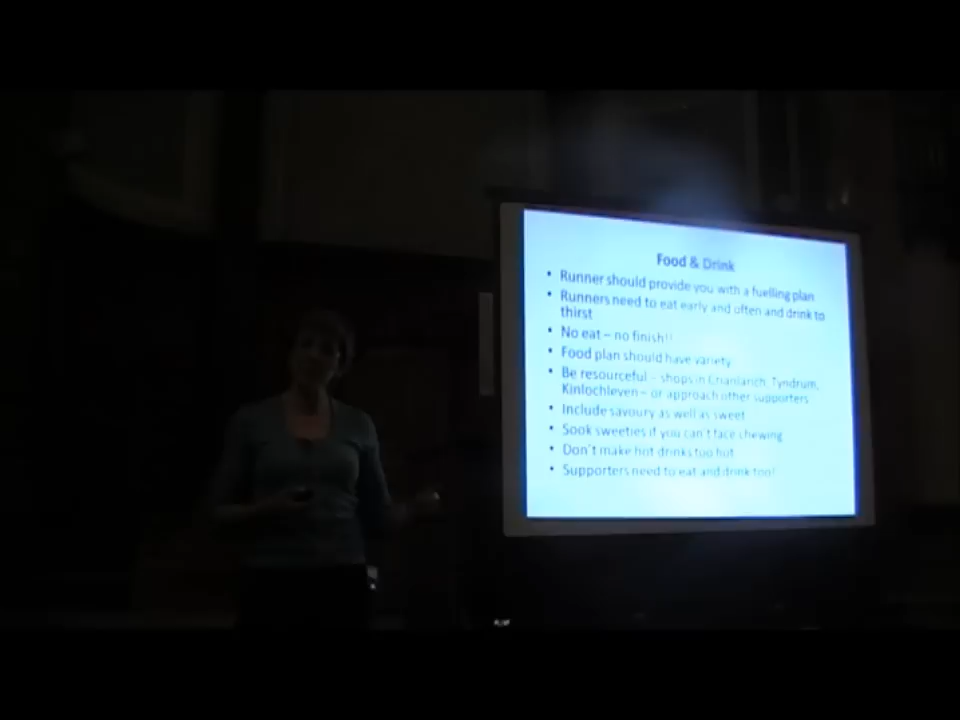 Food & Drink
• Runner should provide you with a fuelling plan
• Runners need to eat early and often and drink to
thirst
• No eat – no finish!!
• Food plan should have variety
• Be resourceful – shops in Crianlarich, Tyndrum,
Kinlochleven – or approach other supporters
• Include savoury as well as sweet
• Sook sweeties if you can't face chewing
• Don't make hot drinks too hot
• Supporters need to eat and drink too!